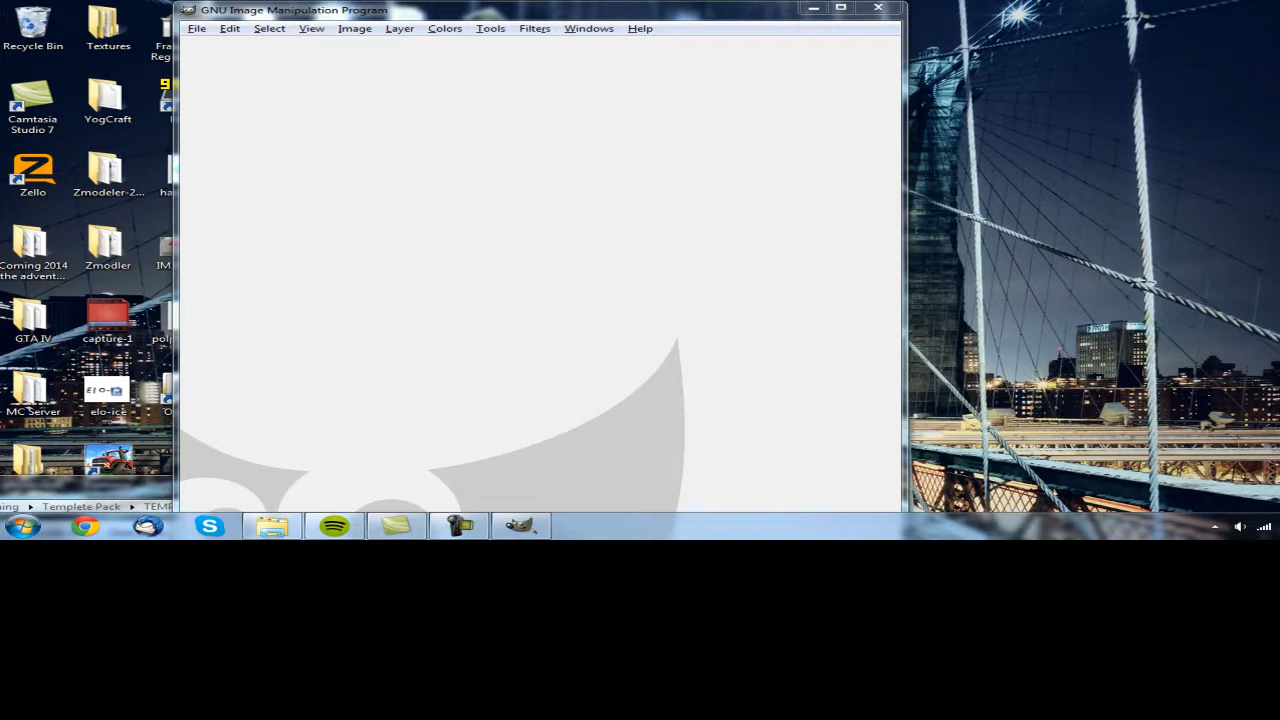 GNU Image Manipulation Program
File Edit Select View Image Layer Colors Tools Filters Windows Help
Recycle Bin
Textures
Camtasia
Studio 7
YogCraft
Zello
Zmodeler-2...
Coming 2014
the advent...
Zmodler
GTA IV
capture-1
MC Server
elo-ice
Templete Pack